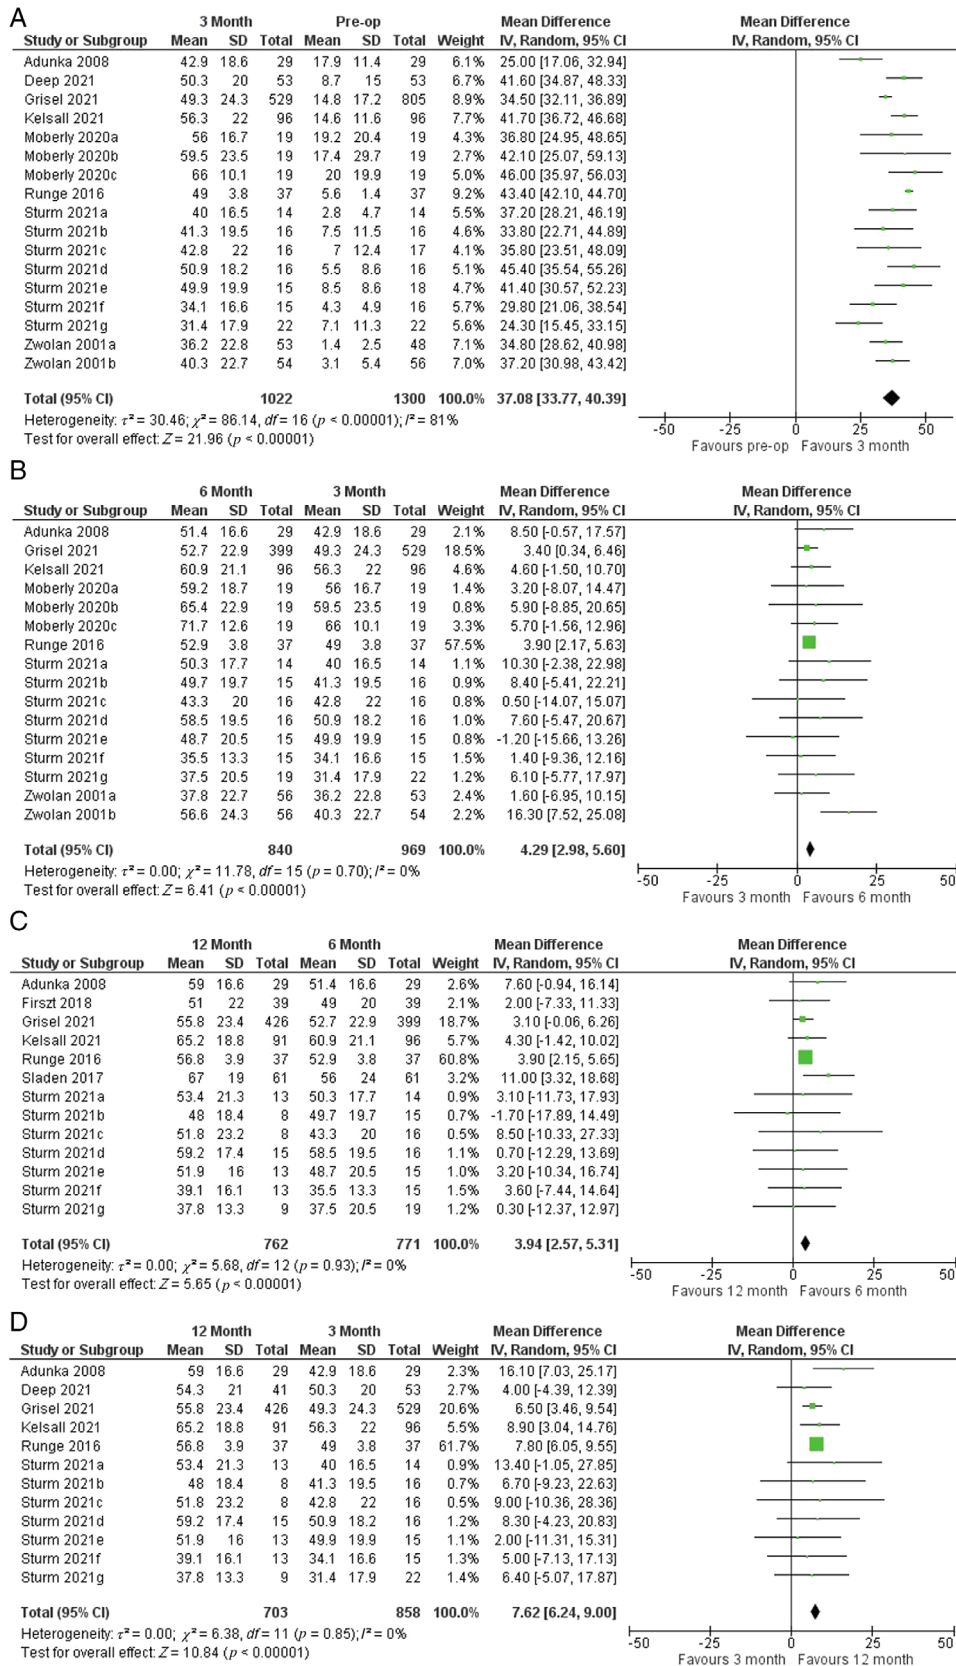 A
3 Month Pre-op Mean Difference Mean Difference
Study or Subgroup Mean SD Total Mean SD Total Weight IV, Random, 95% CI IV, Random, 95% CI
Adunka 2008 42.9 18.6 29 17.9 11.4 29 6.1% 25.00 [17.06, 32.94]
Deep 2021 50.3 20 53 8.7 15 53 6.7% 41.60 [34.87, 48.33]
Grisel 2021 49.3 24.3 529 14.8 17.2 805 8.9% 34.50 [32.11, 36.89]
Kelsall 2021 56.3 22 96 14.6 11.6 96 7.7% 41.70 [36.72, 46.68]
Moberly 2020a 56 16.7 19 19.2 20.4 19 4.3% 36.80 [24.95, 48.65]
Moberly 2020b 59.5 23.5 19 17.4 29.7 19 2.7% 42.10 [25.07, 59.13]
Moberly 2020c 66 10.1 19 20 19.9 19 5.1% 46.00 [35.97, 56.03]
Runge 2016 49 3.8 37 5.6 1.4 37 9.2% 43.40 [42.10, 44.70]
Sturm 2021a 40 16.5 14 2.8 4.7 14 5.5% 37.20 [28.21, 46.19]
Sturm 2021b 41.3 19.5 16 7.5 11.5 16 4.6% 33.80 [22.71, 44.89]
Sturm 2021c 42.8 22 16 7 12.4 17 4.2% 35.80 [23.51, 48.09]
Sturm 2021d 50.9 18.2 16 5.5 8.6 16 5.1% 45.40 [35.54, 55.26]
Sturm 2021e 49.9 19.9 15 8.5 8.6 18 4.7% 41.40 [30.57, 52.23]
Sturm 2021f 34.1 16.6 15 4.3 4.9 16 5.6% 29.80 [21.06, 38.54]
Sturm 2021g 31.4 17.9 22 7.1 11.3 22 5.6% 24.30 [15.45, 33.15]
Zwolan 2001a 36.2 22.8 53 1.4 2.5 48 7.1% 34.80 [28.62, 40.98]
Zwolan 2001b 40.3 22.7 54 3.1 5.4 56 7.0% 37.20 [30.98, 43.42]
Total (95% CI) 1022 1300 100.0% 37.08 [33.77, 40.39]
Heterogeneity: τ² = 30.46; χ² = 86.14, df = 16 (p < 0.00001); I² = 81%
Test for overall effect: Z = 21.96 (p < 0.00001)
-50 -25 0 25 50
Favours pre-op Favours 3 month
B
6 Month 3 Month Mean Difference Mean Difference
Study or Subgroup Mean SD Total Mean SD Total Weight IV, Random, 95% CI IV, Random, 95% CI
Adunka 2008 51.4 16.6 29 42.9 18.6 29 2.1% 8.50 [-0.57, 17.57]
Grisel 2021 52.7 22.9 399 49.3 24.3 529 18.5% 3.40 [0.34, 6.46]
Kelsall 2021 60.9 21.1 96 56.3 22 96 4.6% 4.60 [-1.50, 10.70]
Moberly 2020a 59.2 18.7 19 56 16.7 19 1.4% 3.20 [-8.07, 14.47]
Moberly 2020b 65.4 22.9 19 59.5 23.5 19 0.8% 5.90 [-8.85, 20.65]
Moberly 2020c 71.7 12.6 19 66 10.1 19 3.3% 5.70 [-1.56, 12.96]
Runge 2016 52.9 3.8 37 49 3.8 37 57.5% 3.90 [2.17, 5.63]
Sturm 2021a 50.3 17.7 14 40 16.5 14 1.1% 10.30 [-2.38, 22.98]
Sturm 2021b 49.7 19.7 15 41.3 19.5 16 0.9% 8.40 [-5.41, 22.21]
Sturm 2021c 43.3 20 16 42.8 22 16 0.8% 0.50 [-14.07, 15.07]
Sturm 2021d 58.5 19.5 16 50.9 18.2 16 1.0% 7.60 [-5.47, 20.67]
Sturm 2021e 48.7 20.5 15 49.9 19.9 15 0.8% -1.20 [-15.66, 13.26]
Sturm 2021f 35.5 13.3 15 34.1 16.6 15 1.5% 1.40 [-9.36, 12.16]
Sturm 2021g 37.5 20.5 19 31.4 17.9 22 1.2% 6.10 [-5.77, 17.97]
Zwolan 2001a 37.8 22.7 56 36.2 22.8 53 2.4% 1.60 [-6.95, 10.15]
Zwolan 2001b 56.6 24.3 56 40.3 22.7 54 2.2% 16.30 [7.52, 25.08]
Total (95% CI) 840 969 100.0% 4.29 [2.98, 5.60]
Heterogeneity: τ² = 0.00; χ² = 11.78, df = 15 (p = 0.70); I² = 0%
Test for overall effect: Z = 6.41 (p < 0.00001)
-50 -25 0 25 50
Favours 3 month Favours 6 month
C
12 Month 6 Month Mean Difference Mean Difference
Study or Subgroup Mean SD Total Mean SD Total Weight IV, Random, 95% CI IV, Random, 95% CI
Adunka 2008 59 16.6 29 51.4 16.6 29 2.6% 7.60 [-0.94, 16.14]
Firszt 2018 51 22 39 49 20 39 2.1% 2.00 [-7.33, 11.33]
Grisel 2021 55.8 23.4 426 52.7 22.9 399 18.7% 3.10 [-0.06, 6.26]
Kelsall 2021 65.2 18.8 91 60.9 21.1 96 5.7% 4.30 [-1.42, 10.02]
Runge 2016 56.8 3.9 37 52.9 3.8 37 60.8% 3.90 [2.15, 5.65]
Sladen 2017 67 19 61 56 24 61 3.2% 11.00 [3.32, 18.68]
Sturm 2021a 53.4 21.3 13 50.3 17.7 14 0.9% 3.10 [-11.73, 17.93]
Sturm 2021b 48 18.4 8 49.7 19.7 15 0.7% -1.70 [-17.89, 14.49]
Sturm 2021c 51.8 23.2 8 43.3 20 16 0.5% 8.50 [-10.33, 27.33]
Sturm 2021d 59.2 17.4 15 58.5 19.5 16 1.1% 0.70 [-12.29, 13.69]
Sturm 2021e 51.9 16 13 48.7 20.5 15 1.0% 3.20 [-10.34, 16.74]
Sturm 2021f 39.1 16.1 13 35.5 13.3 15 1.5% 3.60 [-7.44, 14.64]
Sturm 2021g 37.8 13.3 9 37.5 20.5 19 1.2% 0.30 [-12.37, 12.97]
Total (95% CI) 762 771 100.0% 3.94 [2.57, 5.31]
Heterogeneity: τ² = 0.00; χ² = 5.68, df = 12 (p = 0.93); I² = 0%
Test for overall effect: Z = 5.65 (p < 0.00001)
-50 -25 0 25 50
Favours 12 month Favours 6 month
D
12 Month 3 Month Mean Difference Mean Difference
Study or Subgroup Mean SD Total Mean SD Total Weight IV, Random, 95% CI IV, Random, 95% CI
Adunka 2008 59 16.6 29 42.9 18.6 29 2.3% 16.10 [7.03, 25.17]
Deep 2021 54.3 21 41 50.3 20 53 2.7% 4.00 [-4.39, 12.39]
Grisel 2021 55.8 23.4 426 49.3 24.3 529 20.6% 6.50 [3.46, 9.54]
Kelsall 2021 65.2 18.8 91 56.3 22 96 5.5% 8.90 [3.04, 14.76]
Runge 2016 56.8 3.9 37 49 3.8 37 61.7% 7.80 [6.05, 9.55]
Sturm 2021a 53.4 21.3 13 40 16.5 14 0.9% 13.40 [-1.05, 27.85]
Sturm 2021b 48 18.4 8 41.3 19.5 16 0.7% 6.70 [-9.23, 22.63]
Sturm 2021c 51.8 23.2 8 42.8 22 16 0.5% 9.00 [-10.36, 28.36]
Sturm 2021d 59.2 17.4 15 50.9 18.2 16 1.2% 8.30 [-4.23, 20.83]
Sturm 2021e 51.9 16 13 49.9 19.9 15 1.1% 2.00 [-11.31, 15.31]
Sturm 2021f 39.1 16.1 13 34.1 16.6 15 1.3% 5.00 [-7.13, 17.13]
Sturm 2021g 37.8 13.3 9 31.4 17.9 22 1.4% 6.40 [-5.07, 17.87]
Total (95% CI) 703 858 100.0% 7.62 [6.24, 9.00]
Heterogeneity: τ² = 0.00; χ² = 6.38, df = 11 (p = 0.85); I² = 0%
Test for overall effect: Z = 10.84 (p < 0.00001)
-50 -25 0 25 50
Favours 3 month Favours 12 month